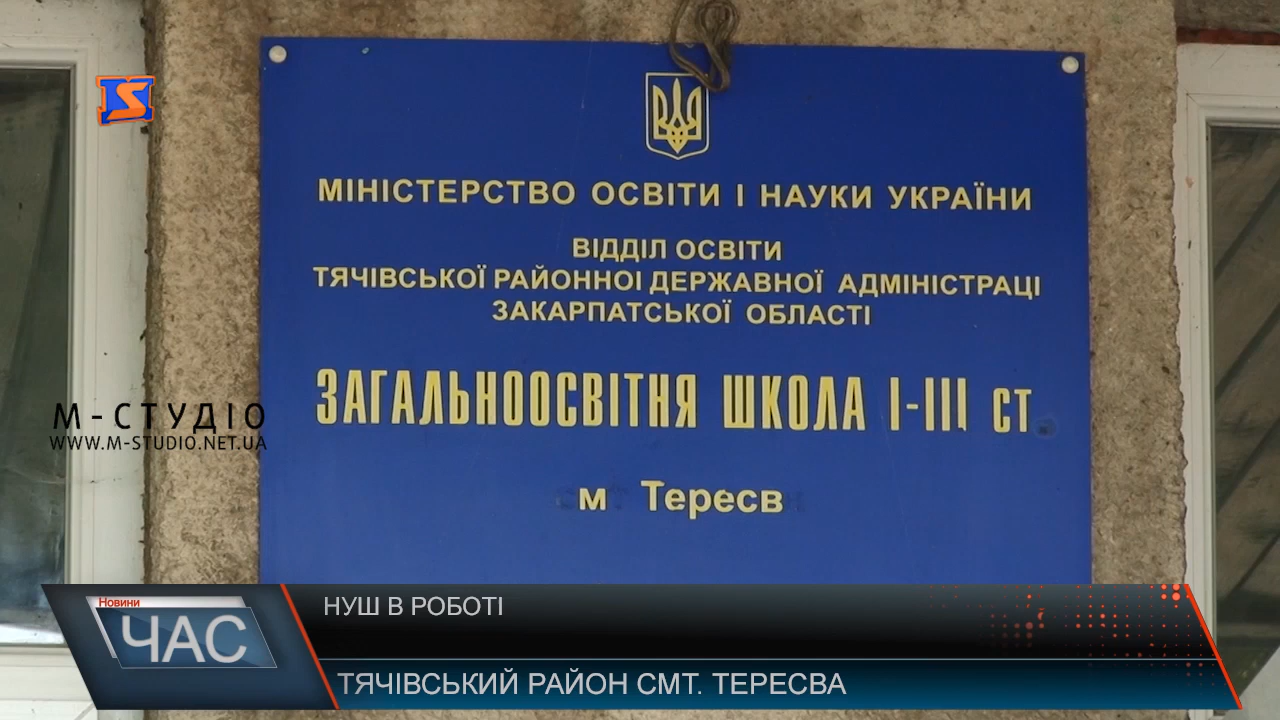 МІНІСТЕРСТВО ОСВІТИ І НАУКИ УКРАЇНИ
ВІДДІЛ ОСВІТИ
ТЯЧІВСЬКОЇ РАЙОННОІ ДЕРЖАВНОЇ АДМІНІСТРАЦІ
ЗАКАРПАТСЬКОЇ ОБЛАСТІ
ЗАГАЛЬНООСВІТНЯ ШКОЛА І-ІІІ СТ
М-СТУДІО
WWW.M-STUDIO.NET.UA
м Тересв
НУШ В РОБОТІ
Новини
ЧАС
ТЯЧІВСЬКИЙ РАЙОН СМТ. ТЕРЕСВА